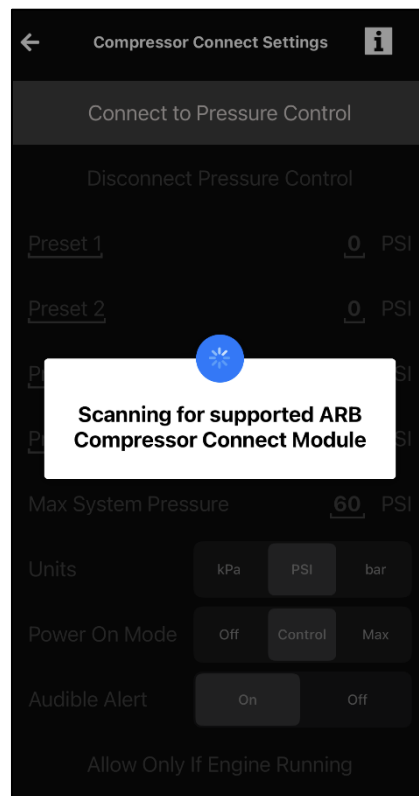 Compressor Connect Settings i
Connect to Pressure Control
Disconnect Pressure Control
Preset 1 0 PSI
Preset 2 0 PSI
Scanning for supported ARB
Compressor Connect Module
Max System Pressure 60 PSI
Units kPa PSI bar
Power On Mode Off Control Max
Audible Alert On Off
Allow Only If Engine Running